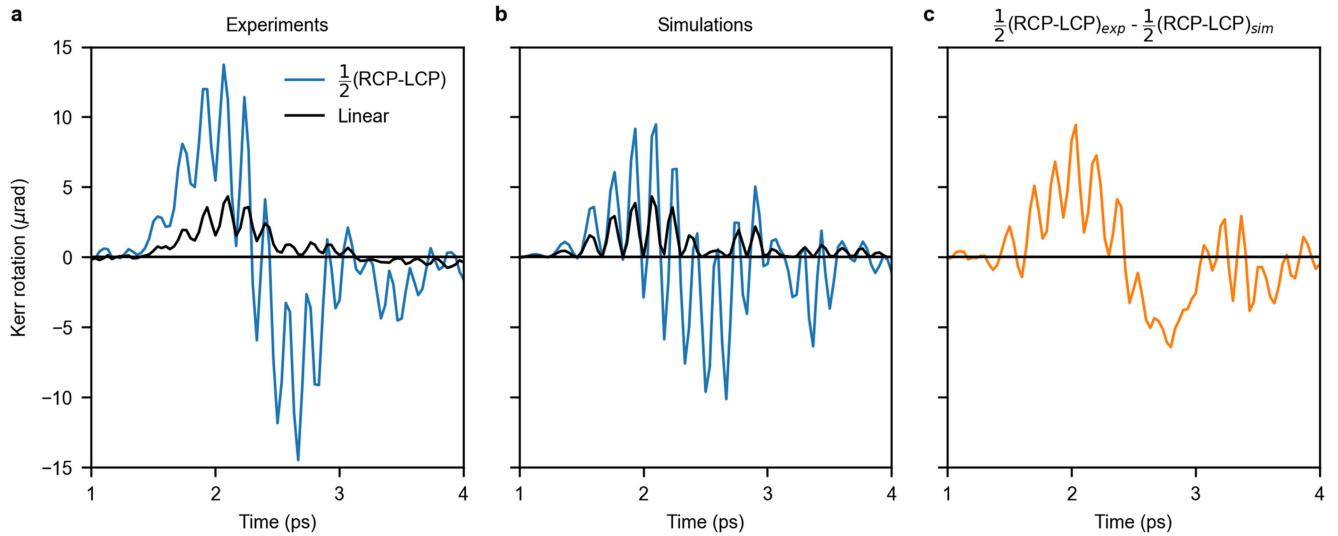 a
Experiments
b
Simulations
c
1/2(RCP-LCP)exp - 1/2(RCP-LCP)sim
15
10
5
0
−5
−10
−15
Kerr rotation (μrad)
1/2(RCP-LCP)
Linear
1 2 3 4
Time (ps)
1 2 3 4
Time (ps)
1 2 3 4
Time (ps)